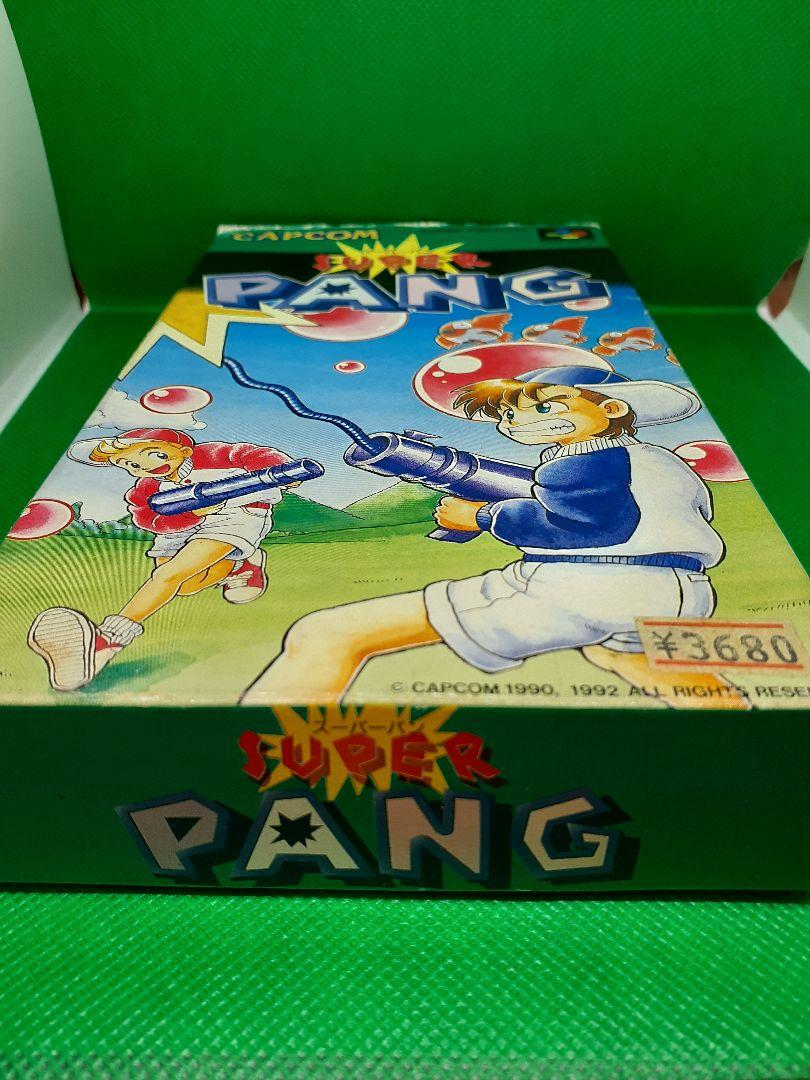 CAPCOM
SUPER
PANG
¥3680
© CAPCOM 1990, 1992 ALL RIGHTS RESE
スーパーパン
SUPER
PANG